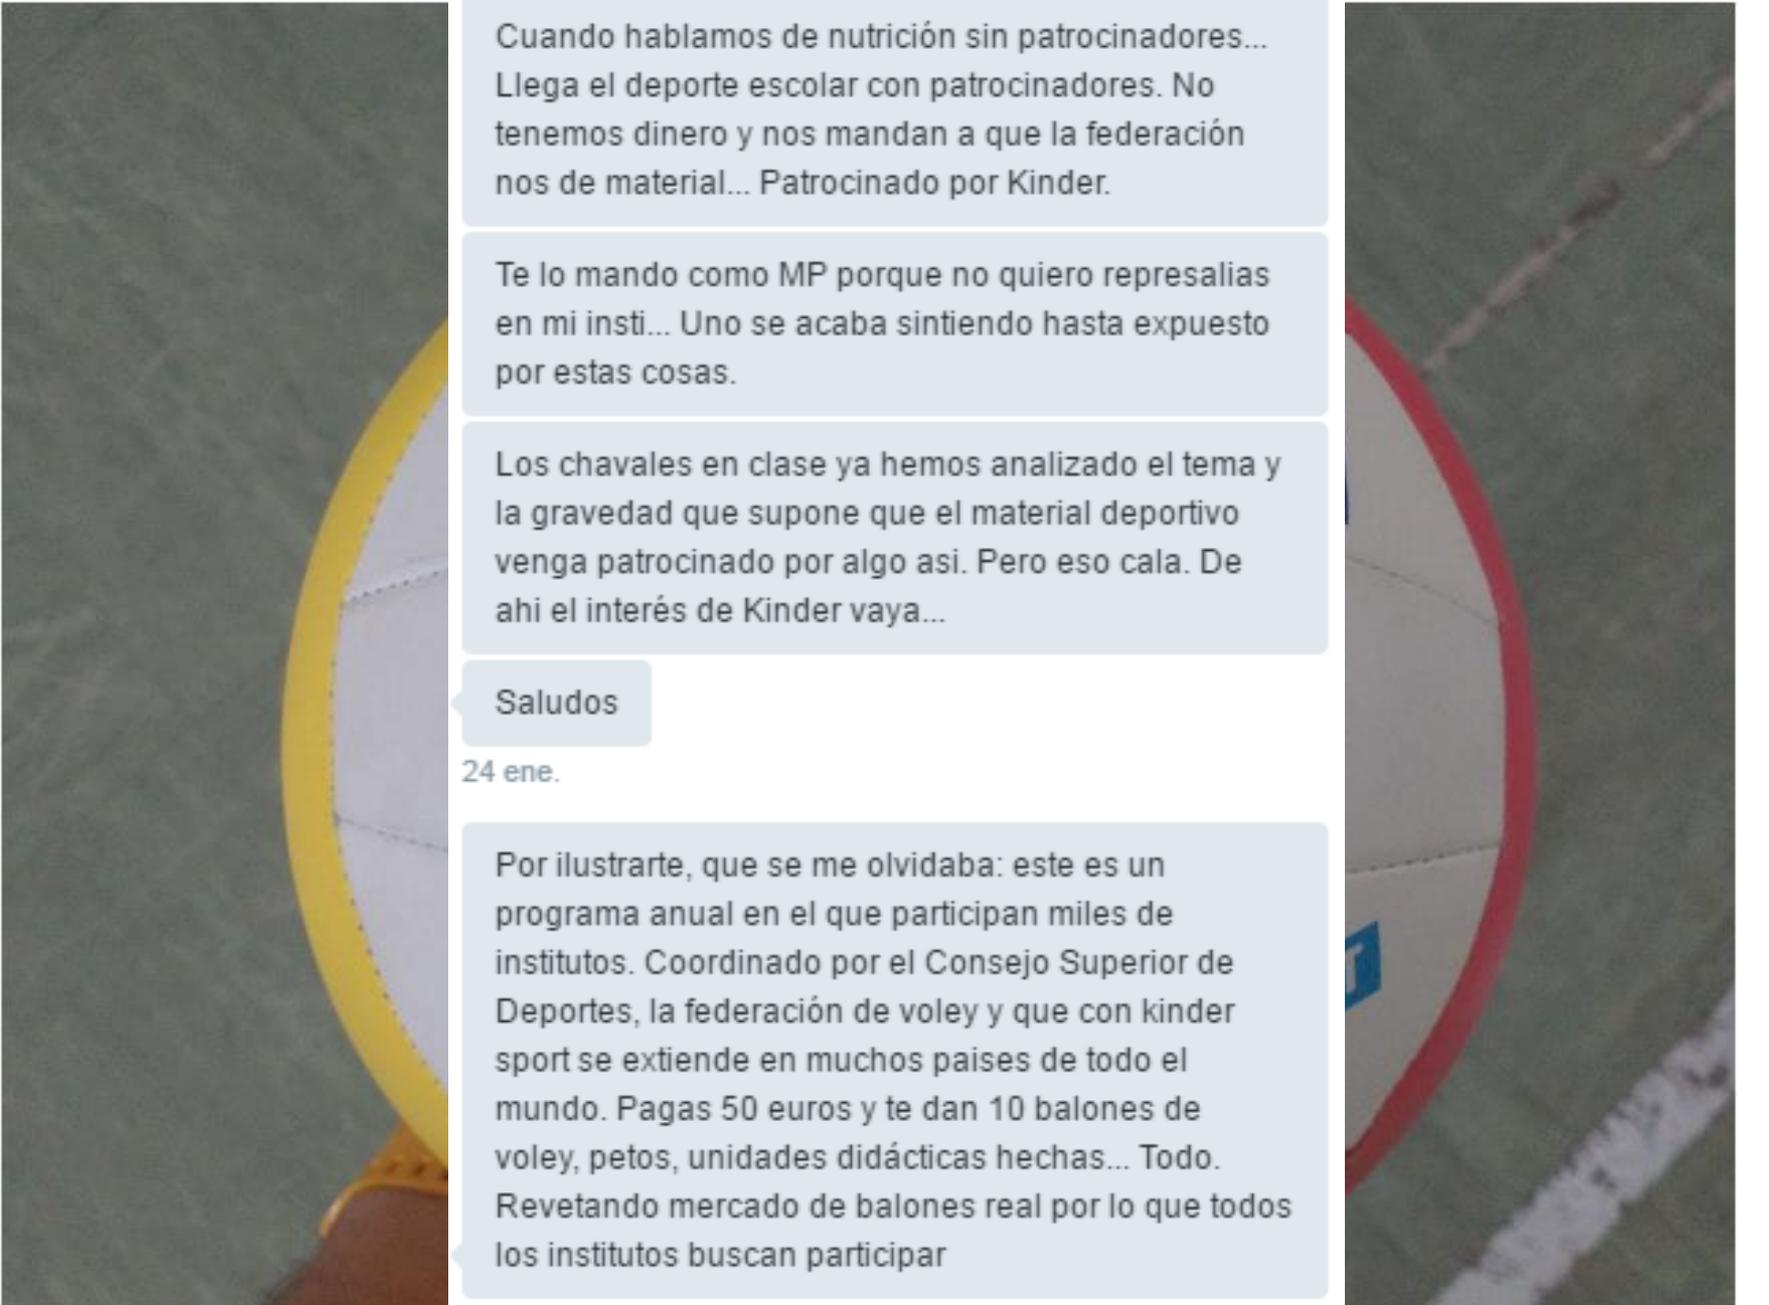 Cuando hablamos de nutrición sin patrocinadores...
Llega el deporte escolar con patrocinadores. No
tenemos dinero y nos mandan a que la federación
nos de material... Patrocinado por Kinder.
Te lo mando como MP porque no quiero represalias
en mi insti... Uno se acaba sintiendo hasta expuesto
por estas cosas.
Los chavales en clase ya hemos analizado el tema y
la gravedad que supone que el material deportivo
venga patrocinado por algo asi. Pero eso cala. De
ahi el interés de Kinder vaya...
Saludos
24 ene.
Por ilustrarte, que se me olvidaba: este es un
programa anual en el que participan miles de
institutos. Coordinado por el Consejo Superior de
Deportes, la federación de voley y que con kinder
sport se extiende en muchos paises de todo el
mundo. Pagas 50 euros y te dan 10 balones de
voley, petos, unidades didácticas hechas... Todo.
Revetando mercado de balones real por lo que todos
los institutos buscan participar